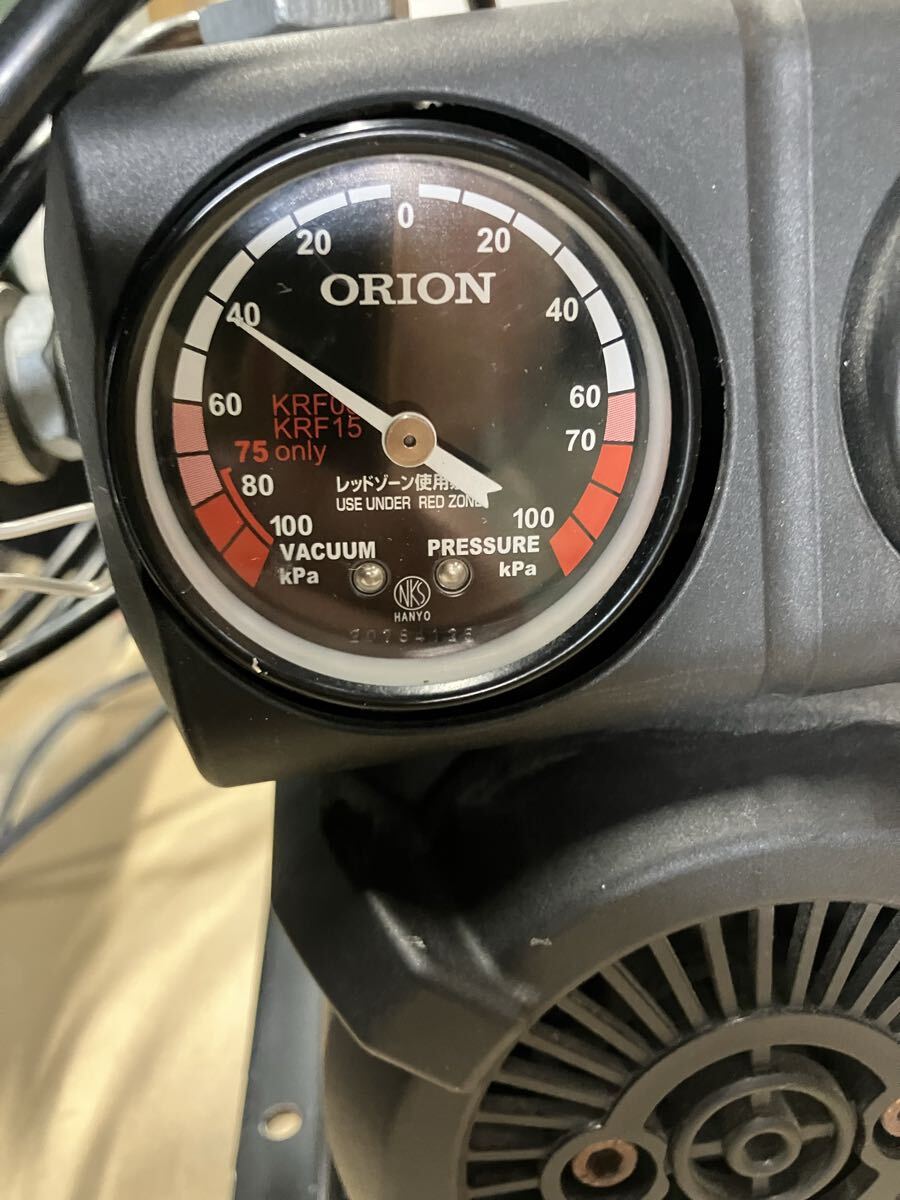 0
20 20
ORION
40 40
60 60
KRF0
KRF15
75 only
70
80
レッドゾーン使用
USE UNDER RED ZONE
100 100
VACUUM PRESSURE
kPa kPa
NKS
HANYO